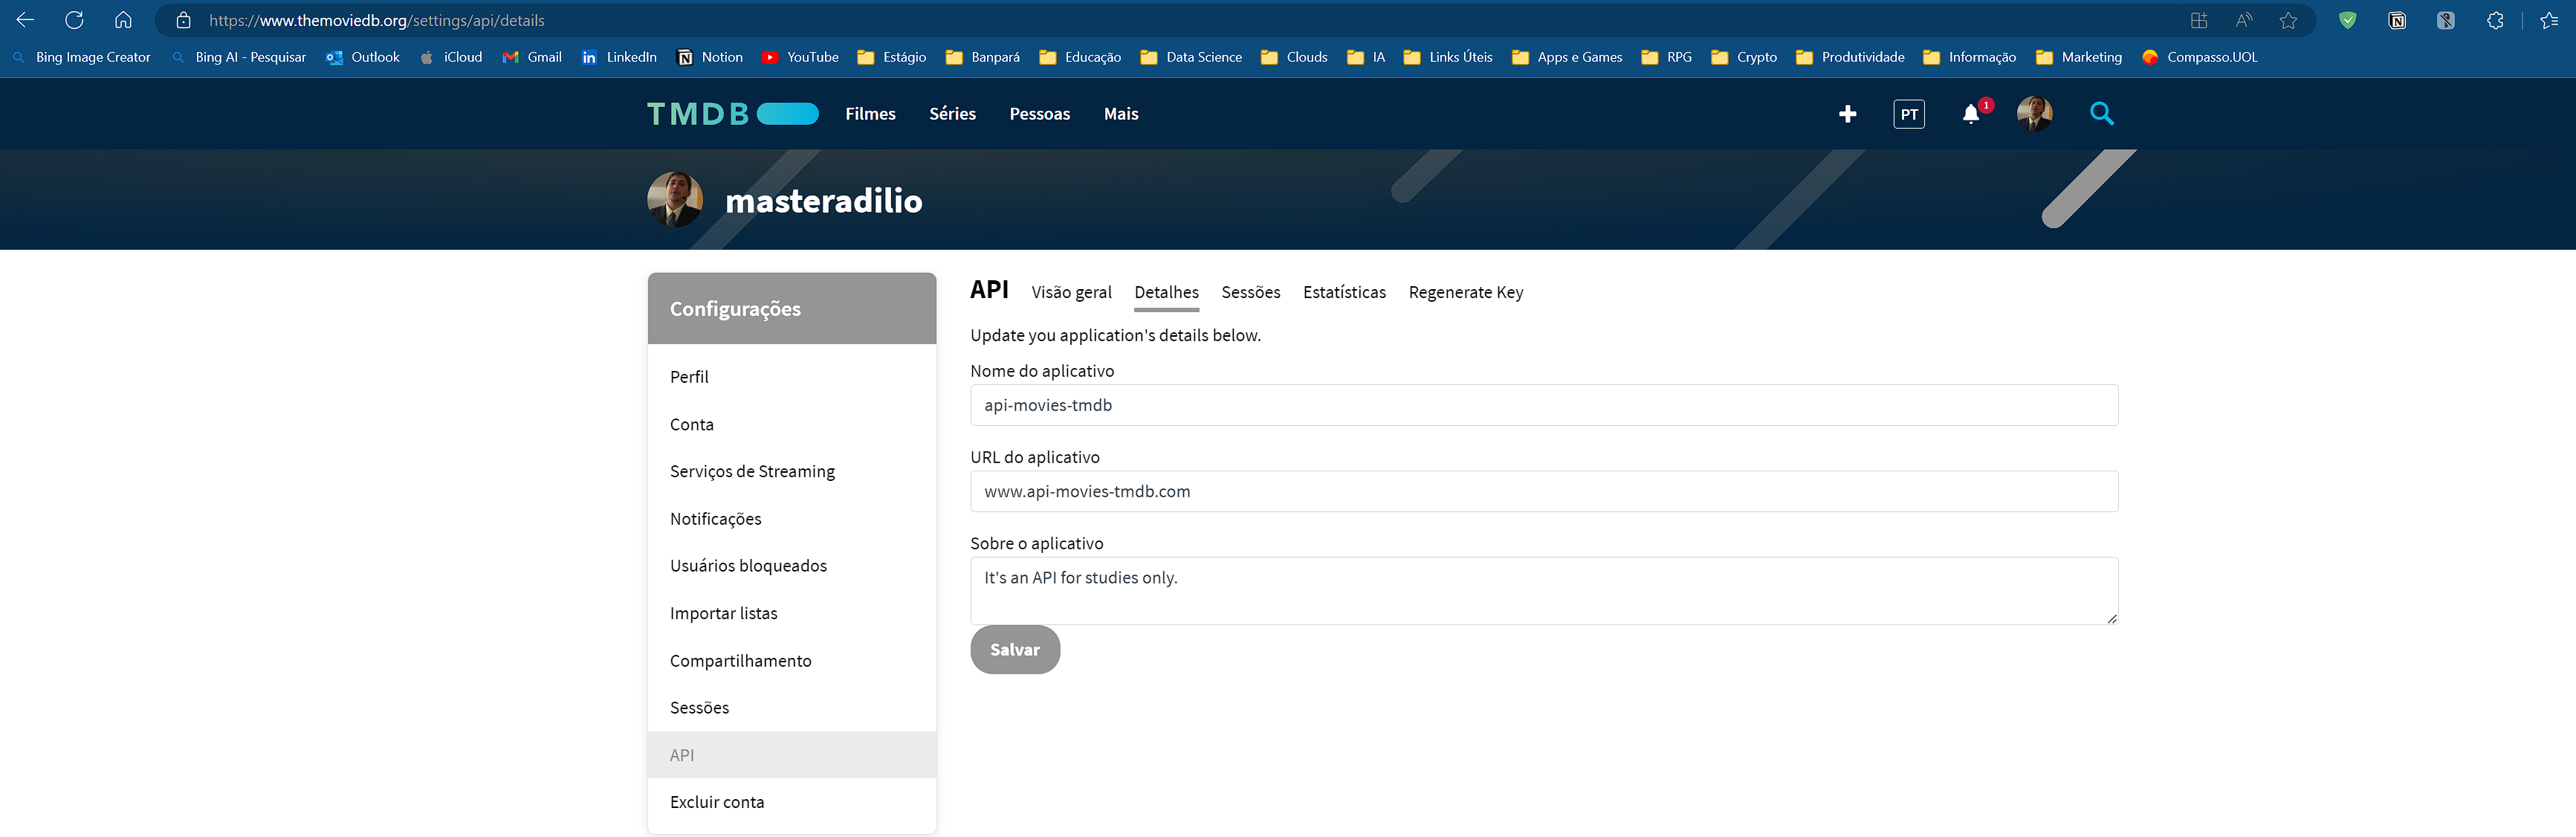 https://www.themoviedb.org/settings/api/details
Bing Image Creator Bing AI - Pesquisar Outlook iCloud Gmail LinkedIn Notion YouTube Estágio Banpará Educação Data Science Clouds IA Links Úteis Apps e Games RPG Crypto Produtividade Informação Marketing Compasso.UOL
TMDB Filmes Séries Pessoas Mais PT 1
masteradilio
Configurações
Perfil
Conta
Serviços de Streaming
Notificações
Usuários bloqueados
Importar listas
Compartilhamento
Sessões
API
Excluir conta
API Visão geral Detalhes Sessões Estatísticas Regenerate Key
Update you application's details below.
Nome do aplicativo
api-movies-tmdb
URL do aplicativo
www.api-movies-tmdb.com
Sobre o aplicativo
It's an API for studies only.
Salvar